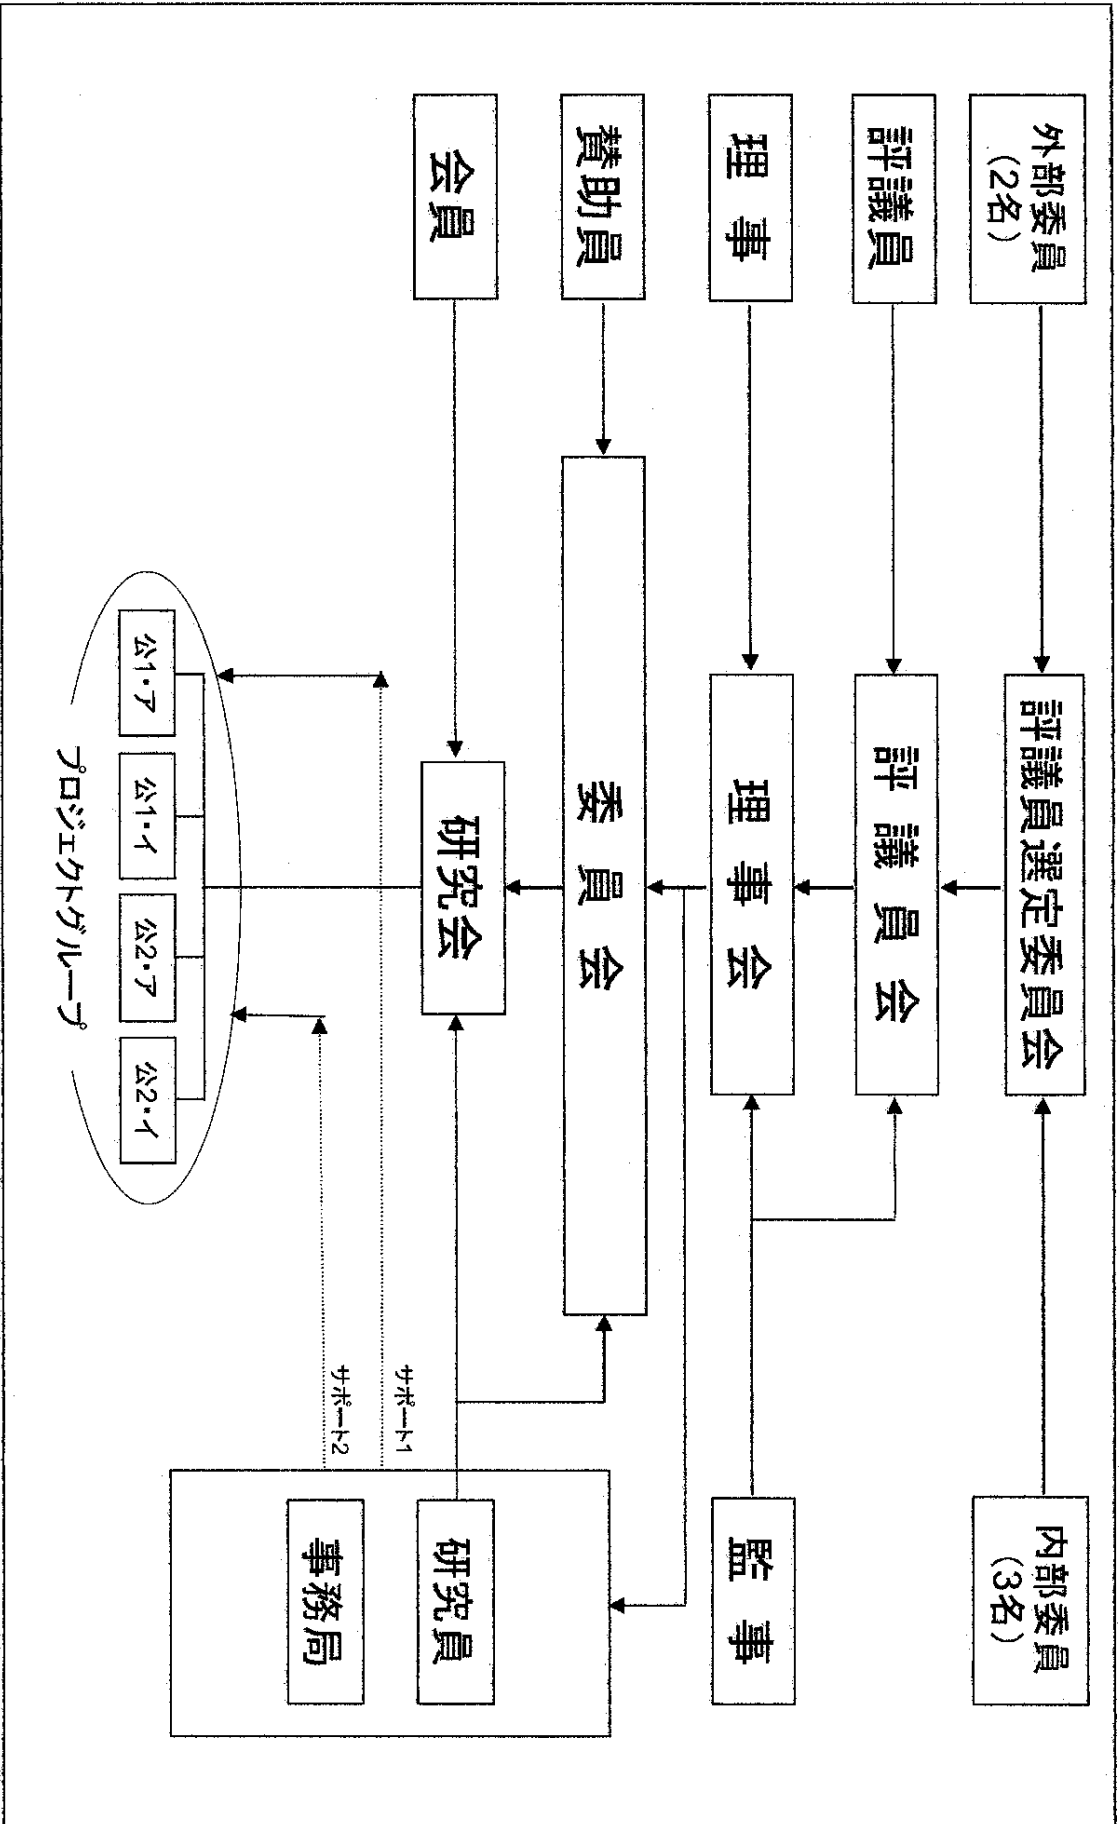 外部委員
(2名)
評議員選定委員会
内部委員
(3名)
評議員
評 議 員 会
理 事
理 事 会
監 事
賛助員
委 員 会
会員
研究会
研究員
事務局
サポート1
サポート2
公1・ア
公1・イ
公2・ア
公2・イ
プロジェクトグループ